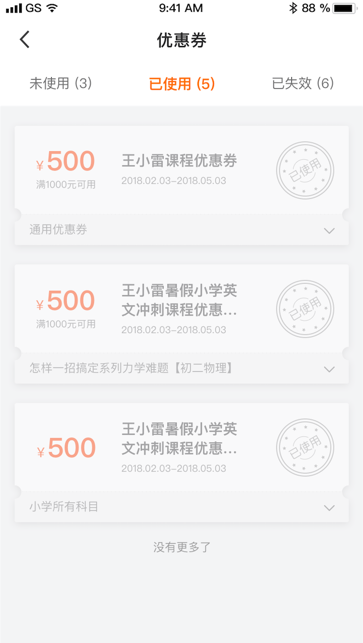 GS 9:41 AM 88 %
优惠券
未使用 (3) 已使用 (5) 已失效 (6)
¥500
满1000元可用
王小雷课程优惠券
2018.02.03~2018.05.03
已使用
通用优惠券
¥500
满1000元可用
王小雷暑假小学英
文冲刺课程优惠...
2018.02.03~2018.05.03
已使用
怎样一招搞定系列力学难题【初二物理】
¥500
王小雷暑假小学英
文冲刺课程优惠...
2018.02.03~2018.05.03
已使用
小学所有科目
没有更多了